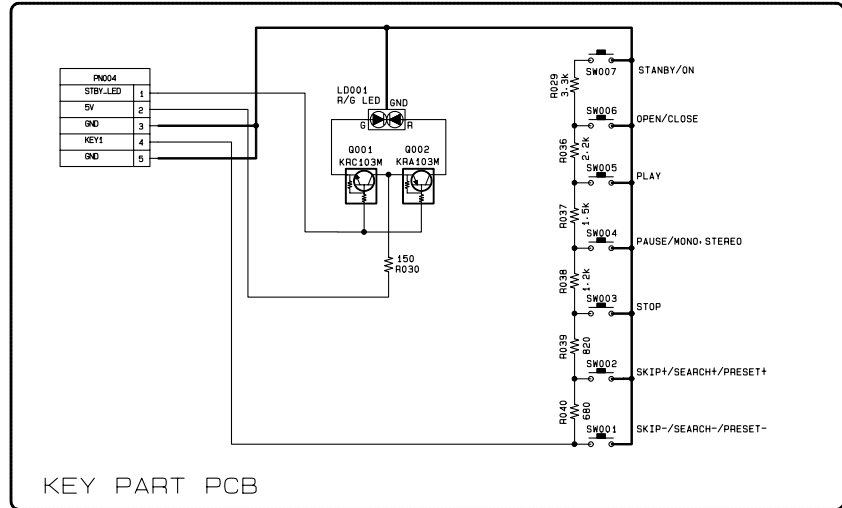 PN004
STBY_LED 1
5V 2
GND 3
KEY1 4
GND 5
LD001
R/G LED
GND
G
R
Q001
KRC103M
Q002
KRA103M
150
R030
R029
3.3k
SW007
STANBY/ON
SW006
OPEN/CLOSE
R036
2.2k
SW005
PLAY
R037
1.5k
SW004
PAUSE/MONO.STEREO
R038
1.2k
SW003
STOP
R039
820
SW002
SKIP+/SEARCH+/PRESET+
R040
680
SW001
SKIP-/SEARCH-/PRESET-
KEY PART PCB